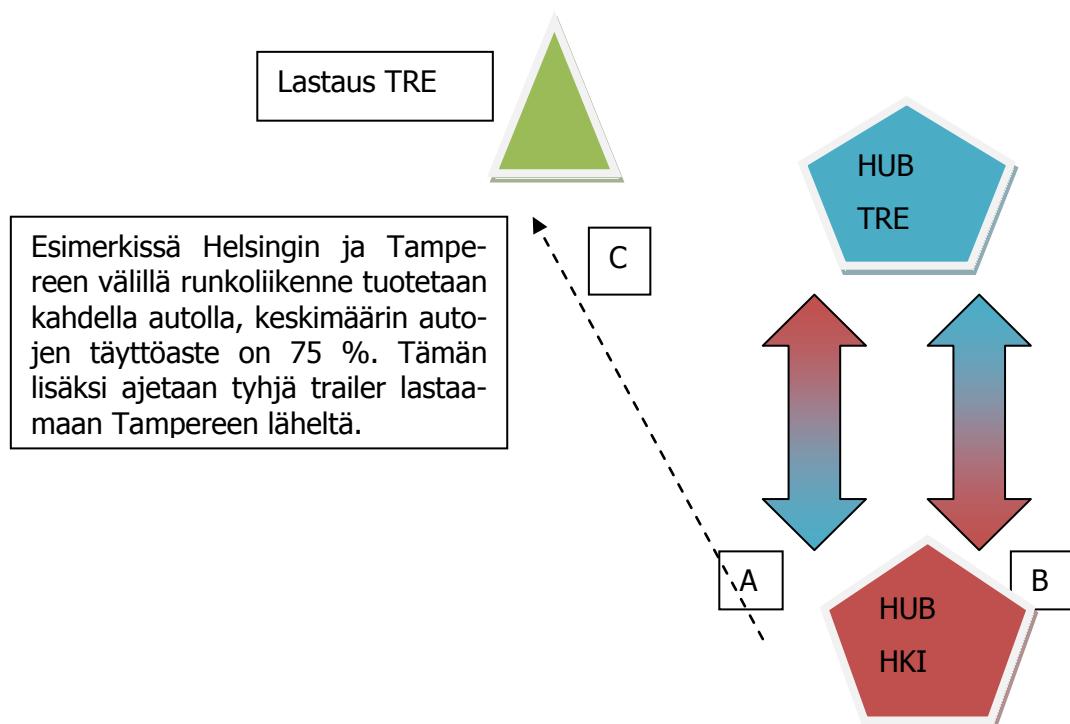 Lastaus TRE
HUB
TRE
Esimerkissä Helsingin ja Tampe-
reen välillä runkoliikenne tuotetaan
kahdella autolla, keskimäärin auto-
jen täyttöaste on 75 %. Tämän
lisäksi ajetaan tyhjä trailer lastaa-
maan Tampereen läheltä.
C
A
B
HUB
HKI